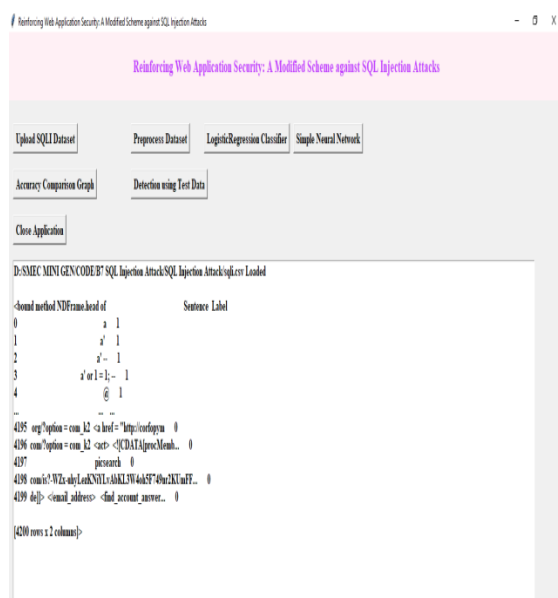 Reinforcing Web Application Security: A Modified Scheme against SQL Injection Attacks
Reinforcing Web Application Security: A Modified Scheme against SQL Injection Attacks
Upload SQLI Dataset Preprocess Dataset LogisticRegression Classifier Simple Neural Network
Accuracy Comparison Graph Detection using Test Data
Close Application
D:/SMEC MINI GEN/CODE/B7 SQL Injection Attack/SQL Injection Attack/sqli.csv Loaded
<bound method NDFrame.head of Sentence Label
0 a 1
1 a' 1
2 a' -- 1
3 a' or 1 = 1; -- 1
4 @ 1
... ... ...
4195 org/?option = com_k2 <a href = "http://corfopym 0
4196 com/?option = com_k2 <act> <![CDATA[procMemb... 0
4197 picsearch 0
4198 0
4199 de]]> </email_address> <find_account_answer... 0
[4200 rows x 2 columns]>